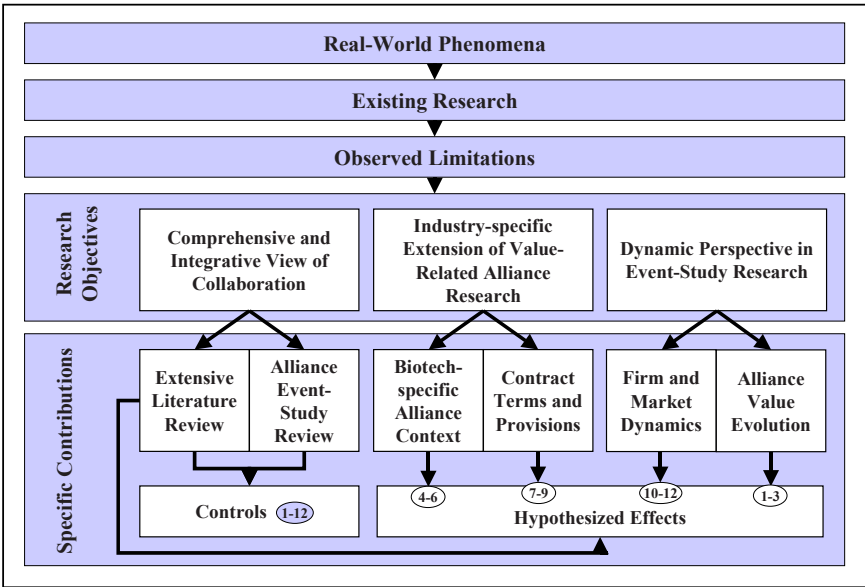 Real-World Phenomena
Existing Research
Observed Limitations
Research
Objectives
Comprehensive and
Integrative View of
Collaboration
Industry-specific
Extension of Value-
Related Alliance
Research
Dynamic Perspective in
Event-Study Research
Specific Contributions
Extensive
Literature
Review
Alliance
Event-
Study
Review
Biotech-
specific
Alliance
Context
Contract
Terms and
Provisions
Firm and
Market
Dynamics
Alliance
Value
Evolution
Controls 1-12
4-6
7-9
10-12
1-3
Hypothesized Effects